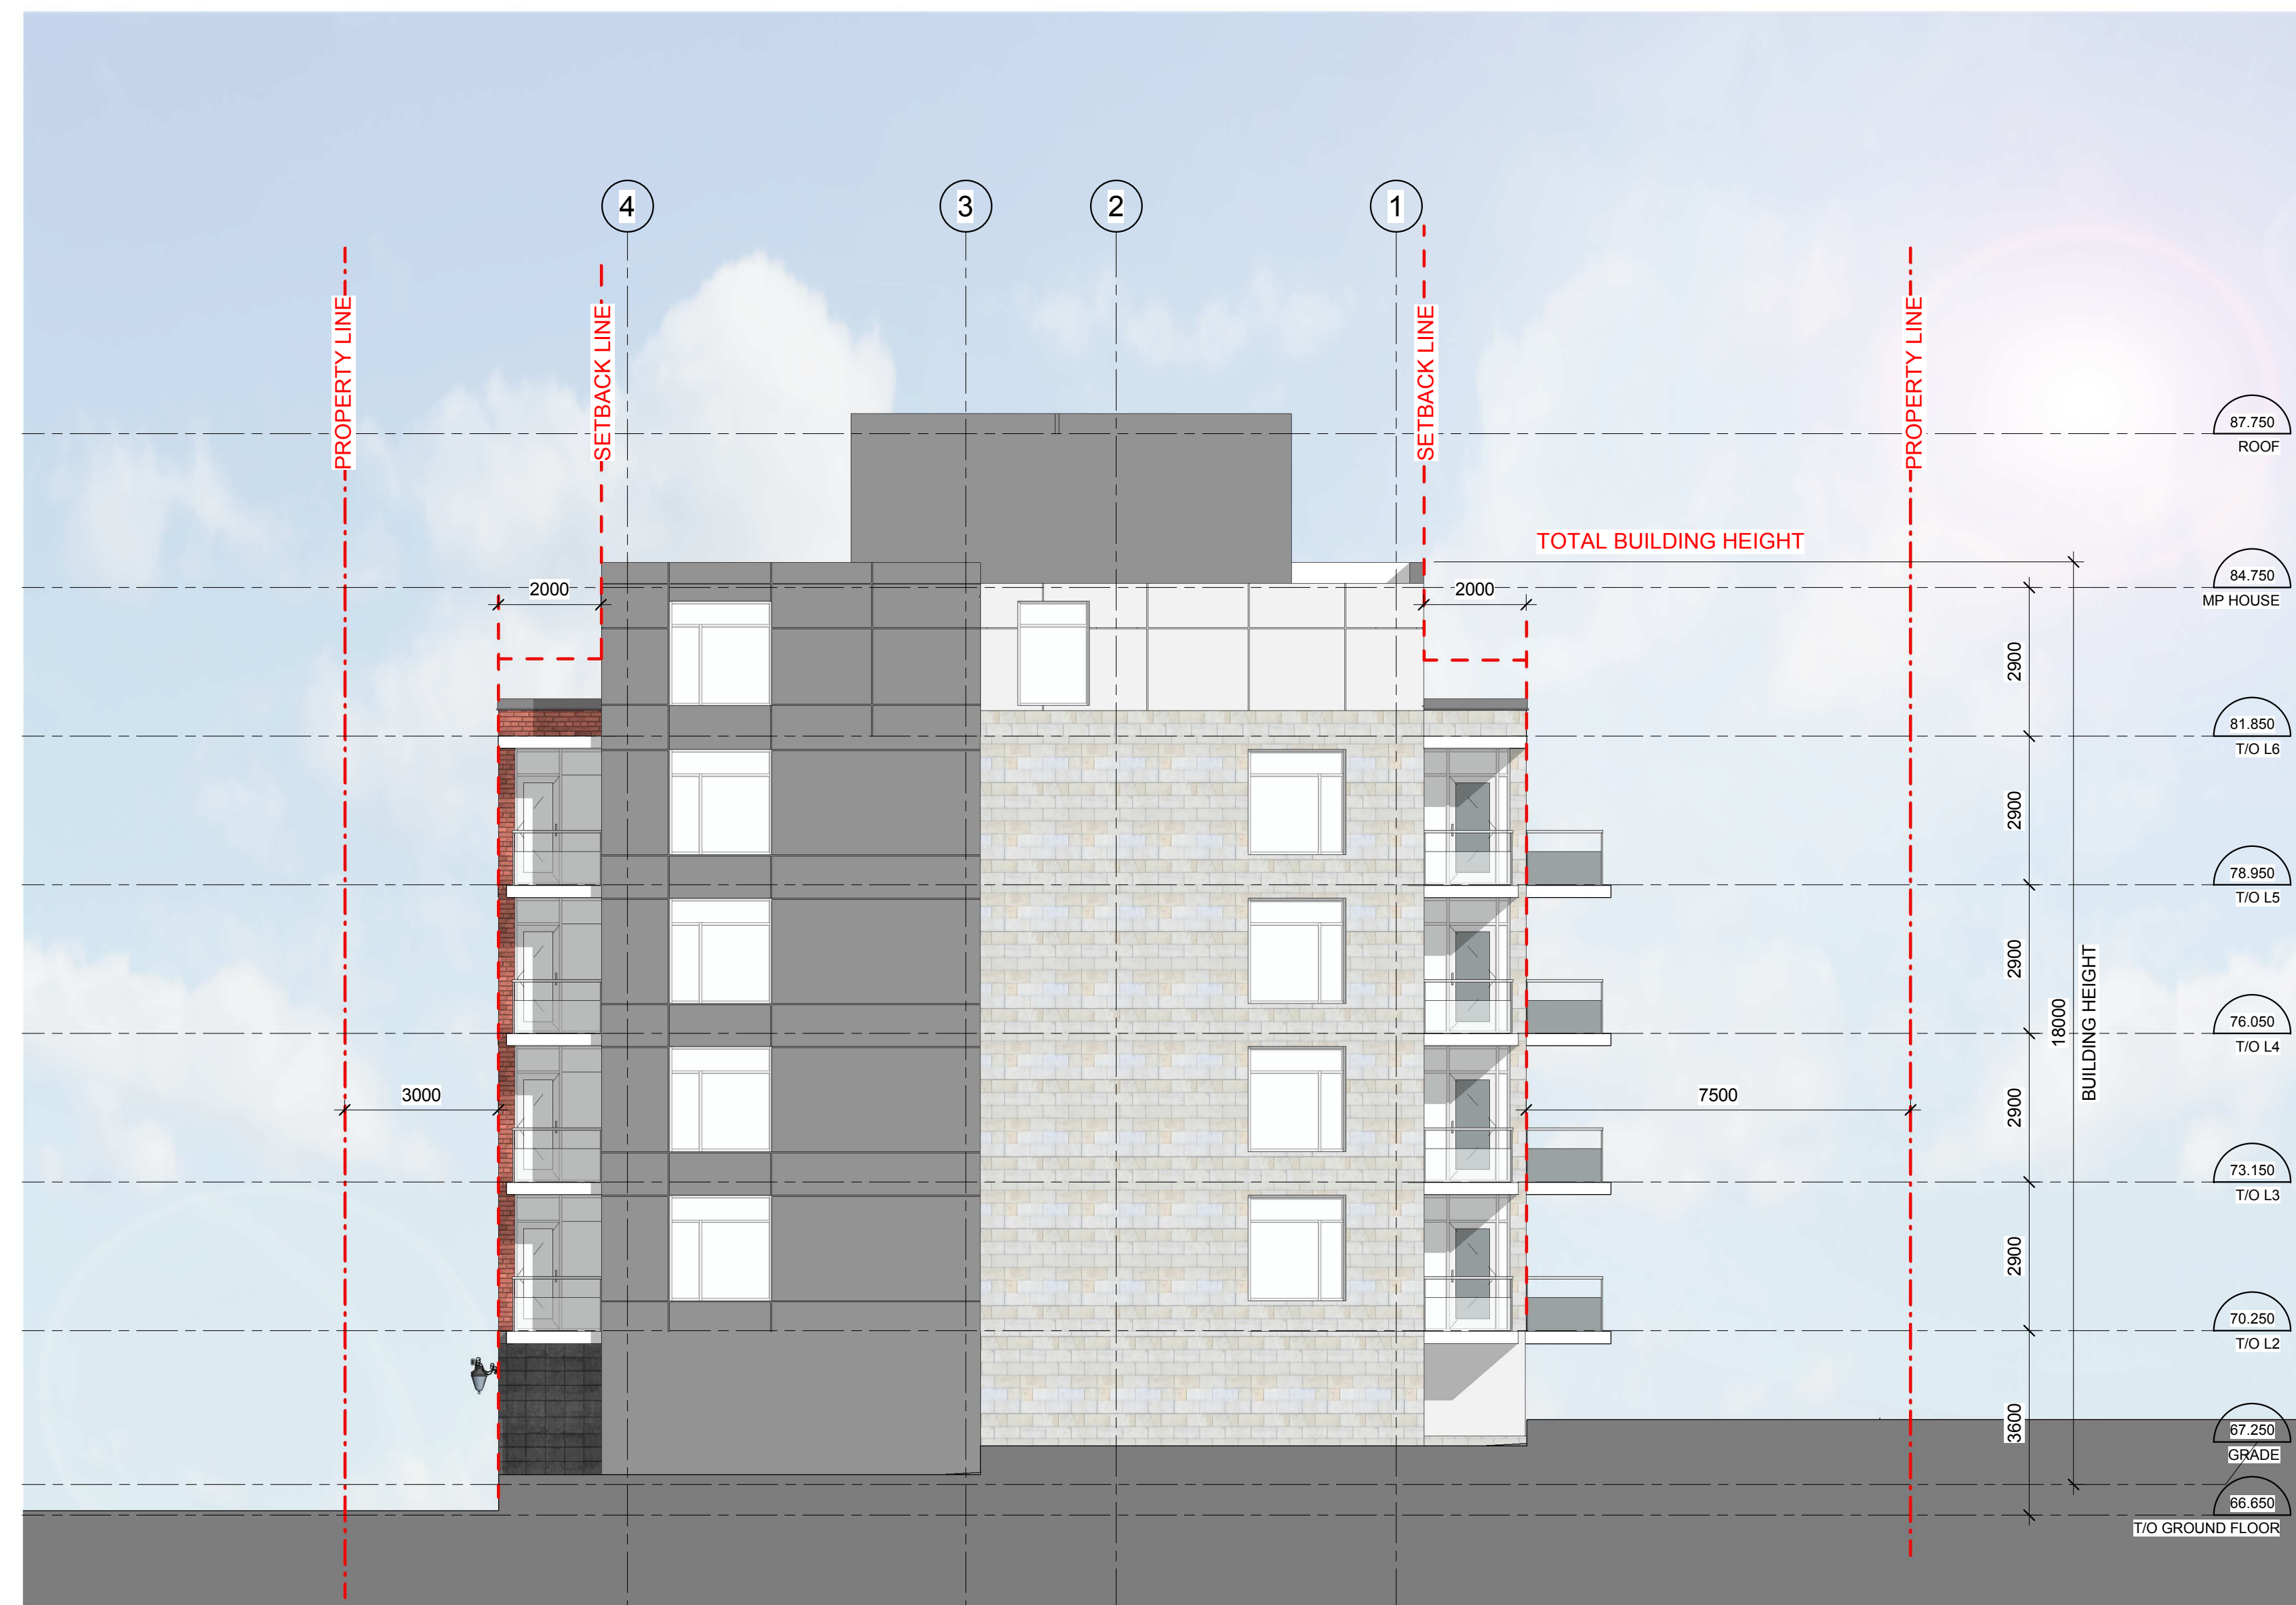 4
3
2
1
PROPERTY LINE
SETBACK LINE
SETBACK LINE
PROPERTY LINE
87.750
ROOF
TOTAL BUILDING HEIGHT
84.750
MP HOUSE
2000
2000
2900
81.850
T/O L6
2900
78.950
T/O L5
2900
76.050
T/O L4
18000
BUILDING HEIGHT
3000
7500
2900
73.150
T/O L3
2900
70.250
T/O L2
3600
67.250
GRADE
66.650
T/O GROUND FLOOR